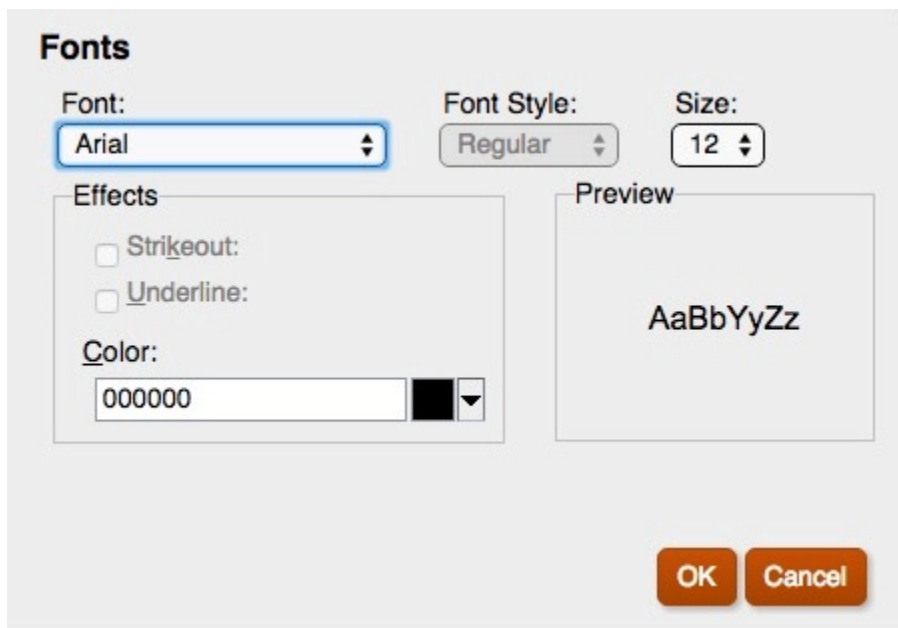 Fonts
Font: Font Style: Size:
Arial Regular 12
Effects
Strikeout:
Underline:
Color:
000000
Preview
AaBbYyZz
OK Cancel